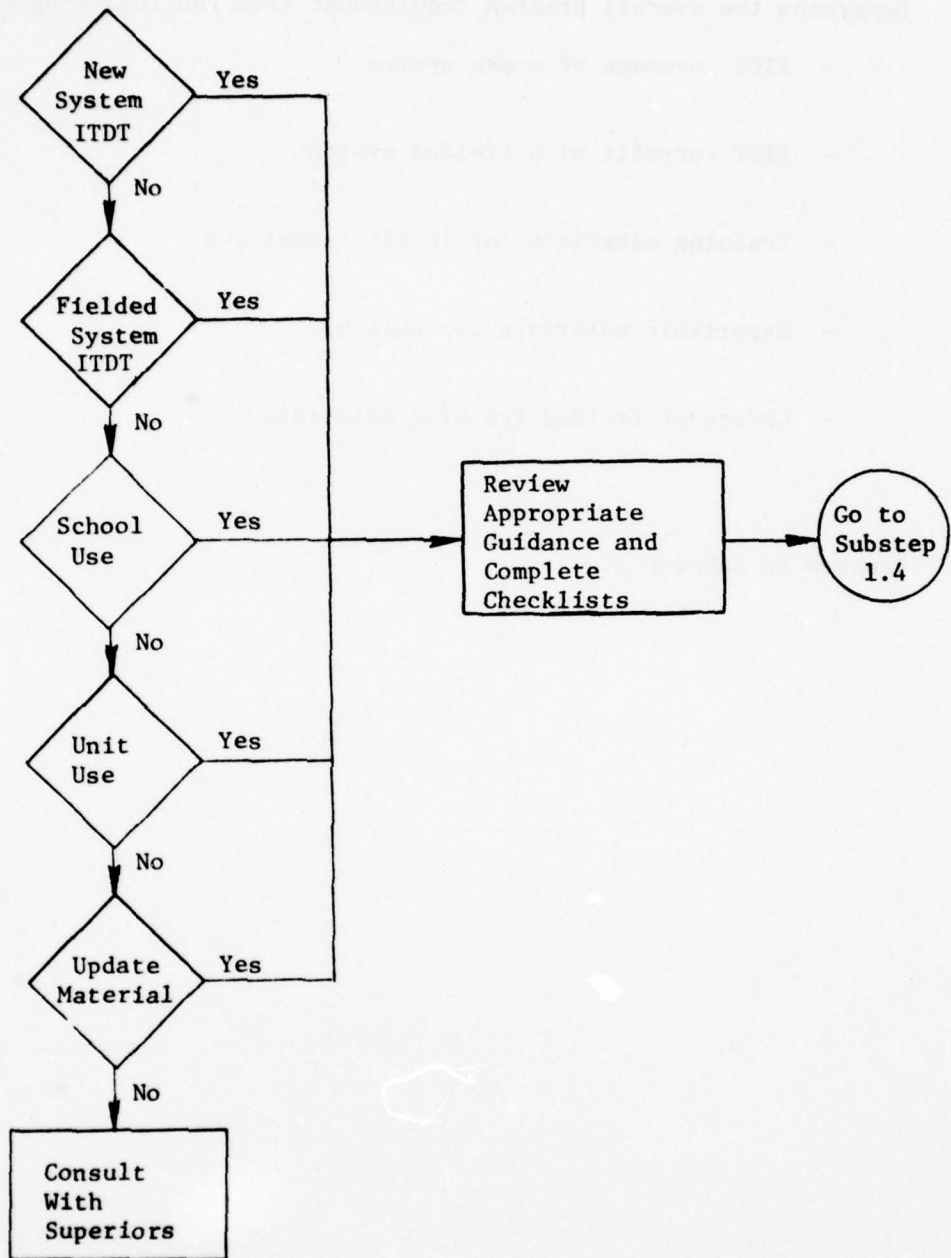 New
System
ITDT
Yes
No
Fielded
System
ITDT
Yes
No
School
Use
Yes
No
Unit
Use
Yes
No
Update
Material
Yes
No
Consult
With
Superiors
Review
Appropriate
Guidance and
Complete
Checklists
Go to
Substep
1.4